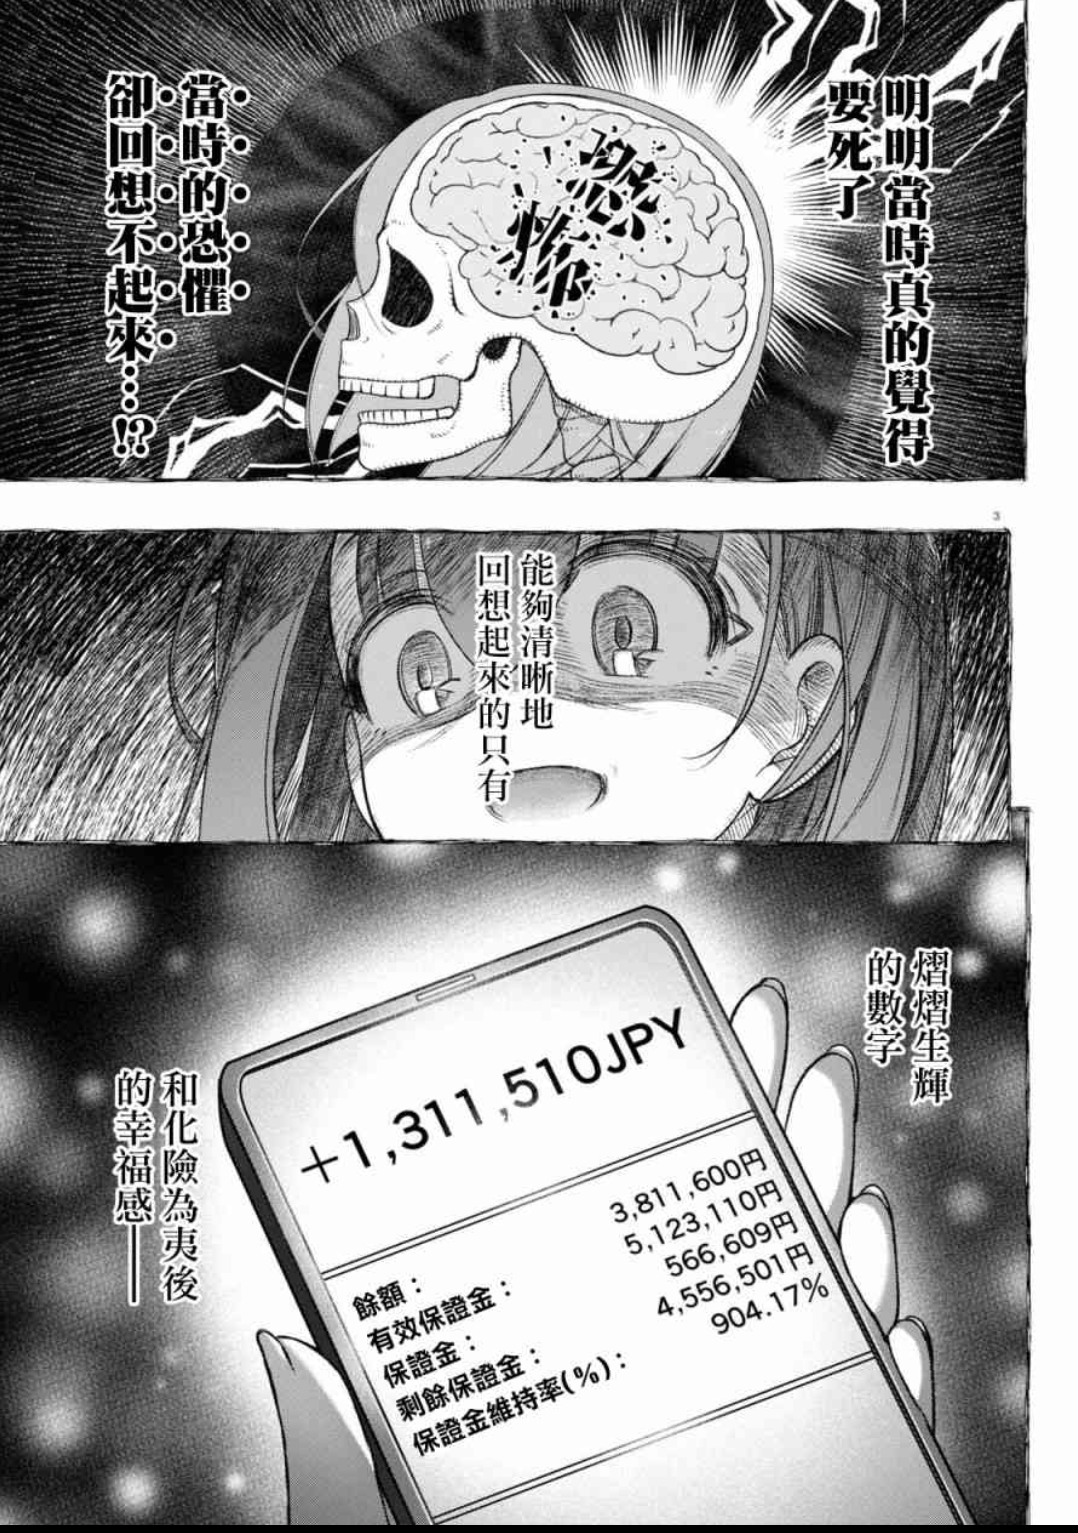 明明當時真的覺得
要死了
恐
怖
當時的恐懼
卻回想不起來…!?
3
能夠清晰地
回想起來的只有
熠熠生輝
的數字
+1,311,510JPY
餘額： 3,811,600円
有效保證金： 5,123,110円
保證金： 566,609円
剩餘保證金： 4,556,501円
保證金維持率(%)： 904.17%
和化險為夷後
的幸福感——